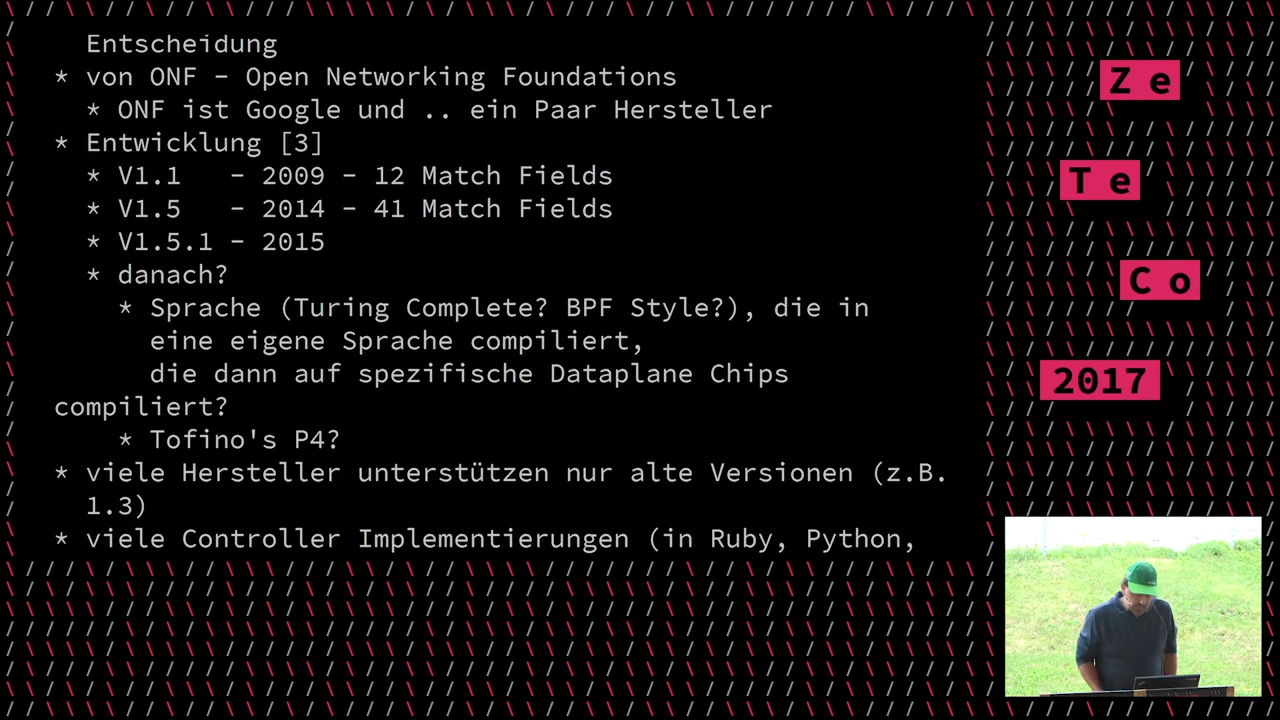 Entscheidung
* von ONF - Open Networking Foundations
* ONF ist Google und .. ein Paar Hersteller
* Entwicklung [3]
* V1.1 - 2009 - 12 Match Fields
* V1.5 - 2014 - 41 Match Fields
* V1.5.1 - 2015
* danach?
* Sprache (Turing Complete? BPF Style?), die in
eine eigene Sprache compiliert,
die dann auf spezifische Dataplane Chips
compiliert?
* Tofino's P4?
* viele Hersteller unterstützen nur alte Versionen (z.B.
1.3)
* viele Controller Implementierungen (in Ruby, Python,
Ze
Te
Co
2017